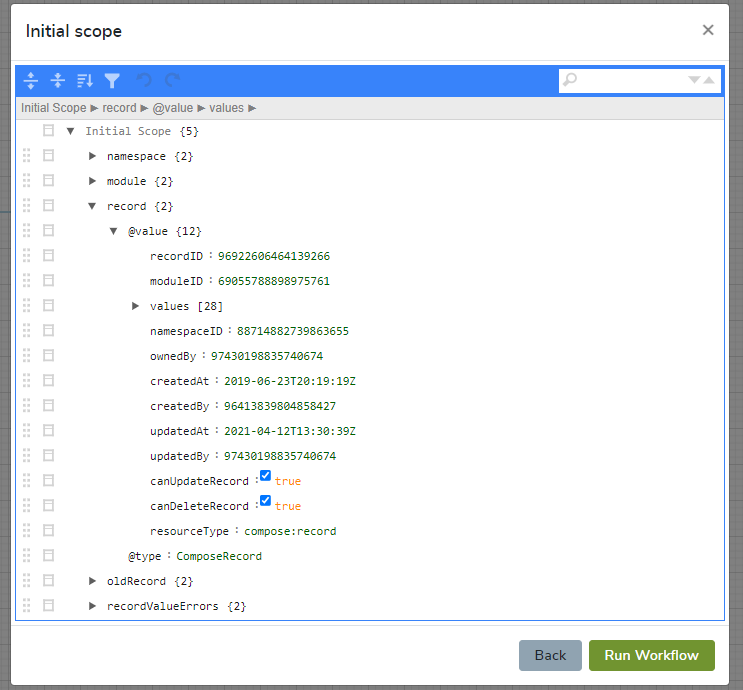 Initial scope
Initial Scope ► record ► @value ► values ►
Initial Scope {5}
namespace {2}
module {2}
record {2}
@value {12}
recordID : 96922606464139266
moduleID : 69055788898975761
values [28]
namespaceID : 88714882739863655
ownedBy : 97430198835740674
createdAt : 2019-06-23T20:19:19Z
createdBy : 96413839804858427
updatedAt : 2021-04-12T13:30:39Z
updatedBy : 97430198835740674
canUpdateRecord : true
canDeleteRecord : true
resourceType : compose:record
@type : ComposeRecord
oldRecord {2}
recordValueErrors {2}
Back Run Workflow